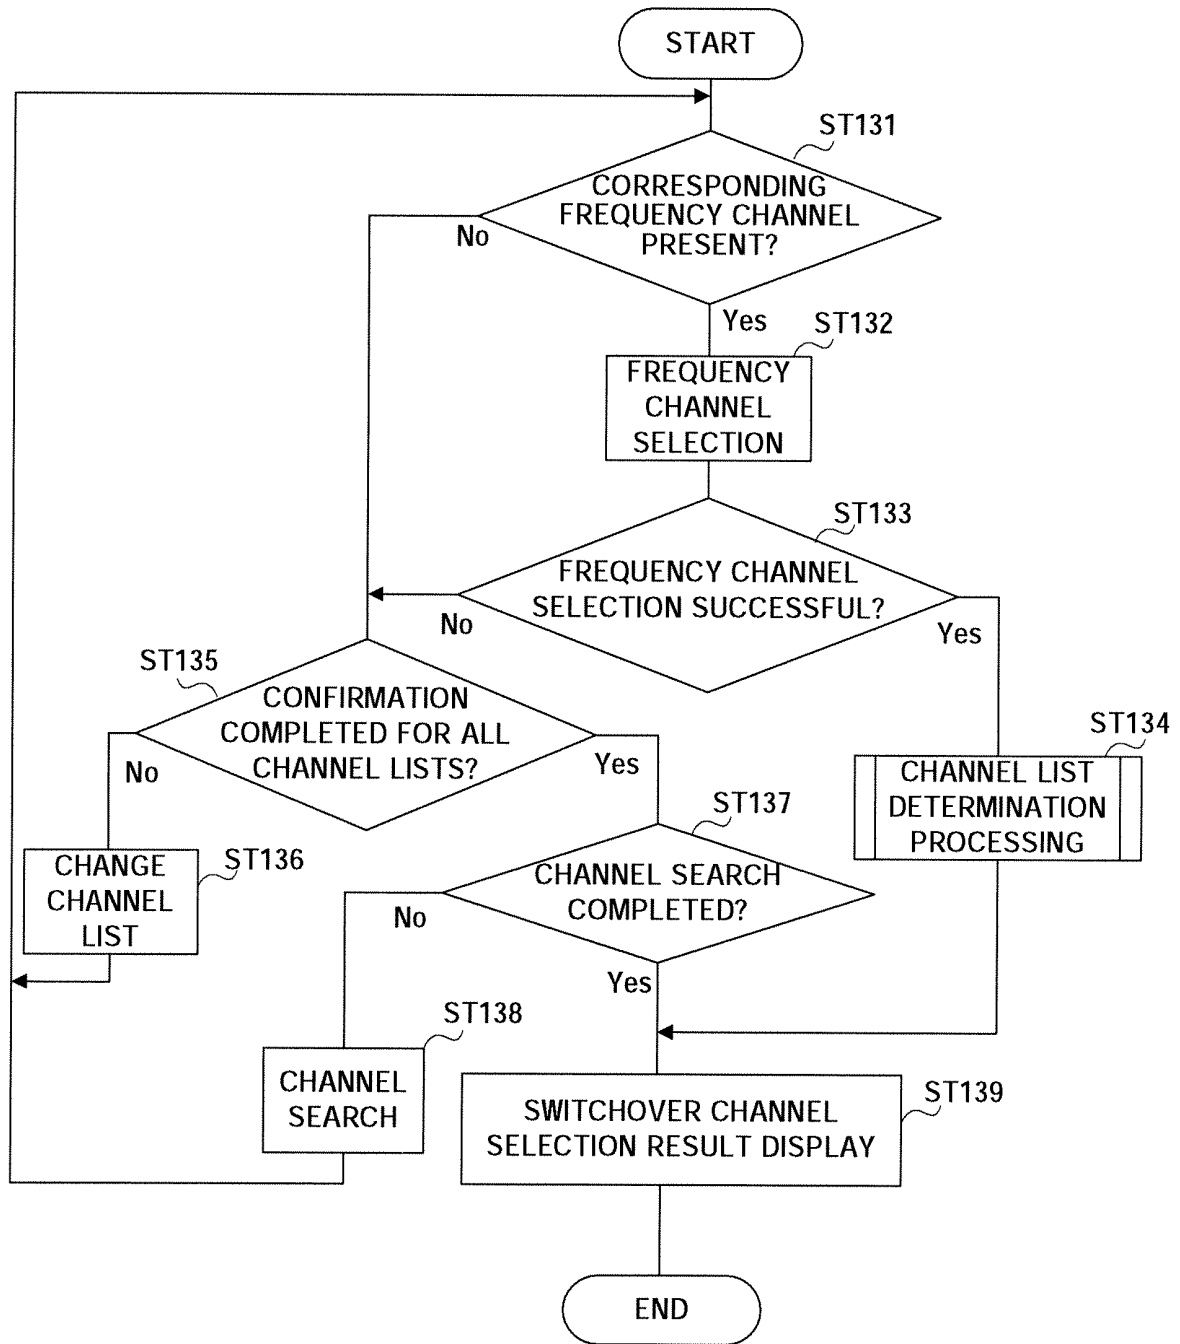 START
ST131
CORRESPONDING
FREQUENCY CHANNEL
PRESENT?
No
Yes
ST132
FREQUENCY
CHANNEL
SELECTION
ST133
FREQUENCY CHANNEL
SELECTION SUCCESSFUL?
No
Yes
ST135
CONFIRMATION
COMPLETED FOR ALL
CHANNEL LISTS?
No
Yes
ST134
CHANNEL LIST
DETERMINATION
PROCESSING
ST136
CHANGE
CHANNEL
LIST
ST137
CHANNEL SEARCH
COMPLETED?
No
Yes
ST138
CHANNEL
SEARCH
ST139
SWITCHOVER CHANNEL
SELECTION RESULT DISPLAY
END